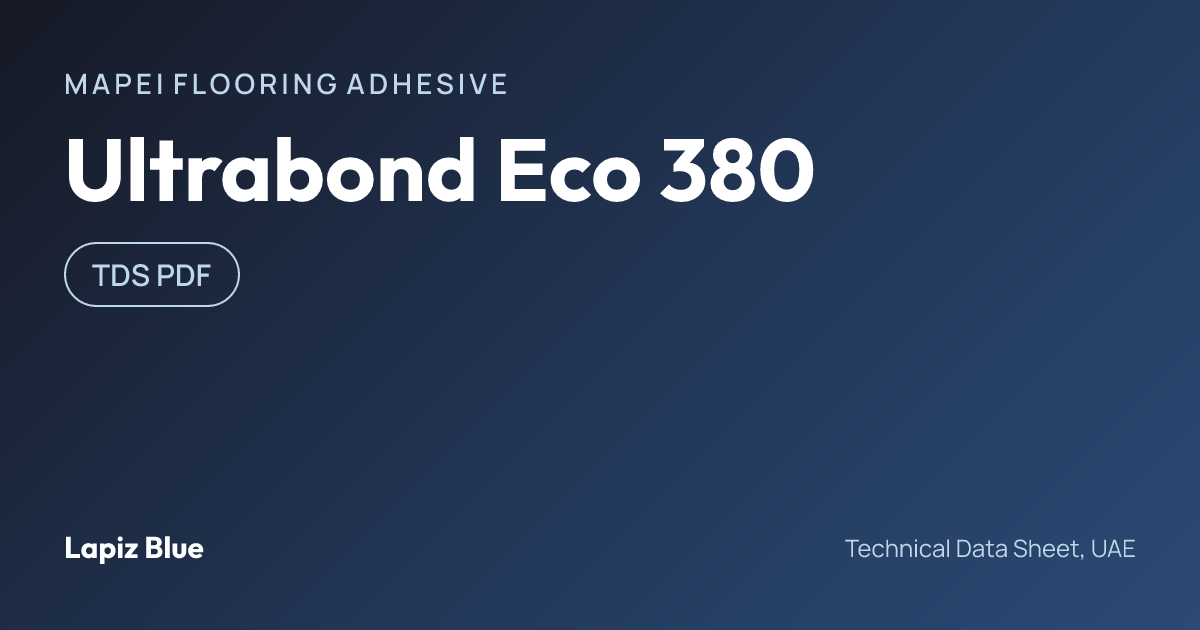 MAPEI FLOORING ADHESIVE
Ultrabond Eco 380
TDS PDF
Lapiz Blue
Technical Data Sheet, UAE